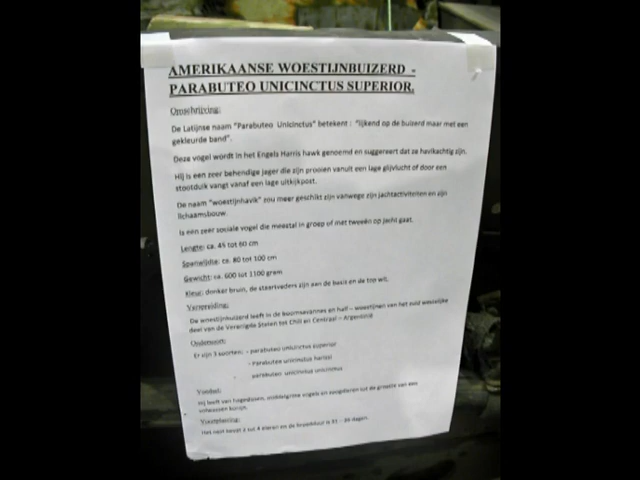 AMERIKAANSE WOESTIJNBUIZERD -
PARABUTEO UNICINCTUS SUPERIOR.
Omschrijving:
De Latijnse naam "Parabuteo Unicinctus" betekent : "lijkend op de buizerd maar met een
gekleurde band".
Deze vogel wordt in het Engels Harris hawk genoemd en suggereert dat ze havikachtig zijn.
Hij is een zeer behendige jager die zijn prooien vanuit een lage glijvlucht of door een
stootduik vangt vanaf een lage uitkijkpost.
De naam "woestijnhavik" zou meer geschikt zijn vanwege zijn jachtactiviteiten en zijn
lichaamsbouw.
Is een zeer sociale vogel die meestal in groep of met tweeën op jacht gaat.
Lengte: ca. 45 tot 60 cm
Spanwijdte: ca. 80 tot 100 cm
Gewicht: ca. 600 tot 1100 gram
Kleur: donker bruin, de staartveders zijn aan de basis en de top wit.
Verspreiding:
De woestijnbuizerd leeft in de boomsavannes en half – woestijnen van het zuid westelijke
deel van de Verenigde Staten tot Chili en Centraal – Argentinië
Ondersoort:
Er zijn 3 soorten: - parabuteo unicinctus superior
- Parabuteo unicinctus harissi
parabuteo unicinctus unicinctus
Voedsel:
Hij leeft van hagedissen, middelgrote vogels en zoogdieren tot de grootte van een
volwassen konijn.
Voortplanting:
Het nest bevat 2 tot 4 eieren en de broedduur is 31 - 34 dagen.